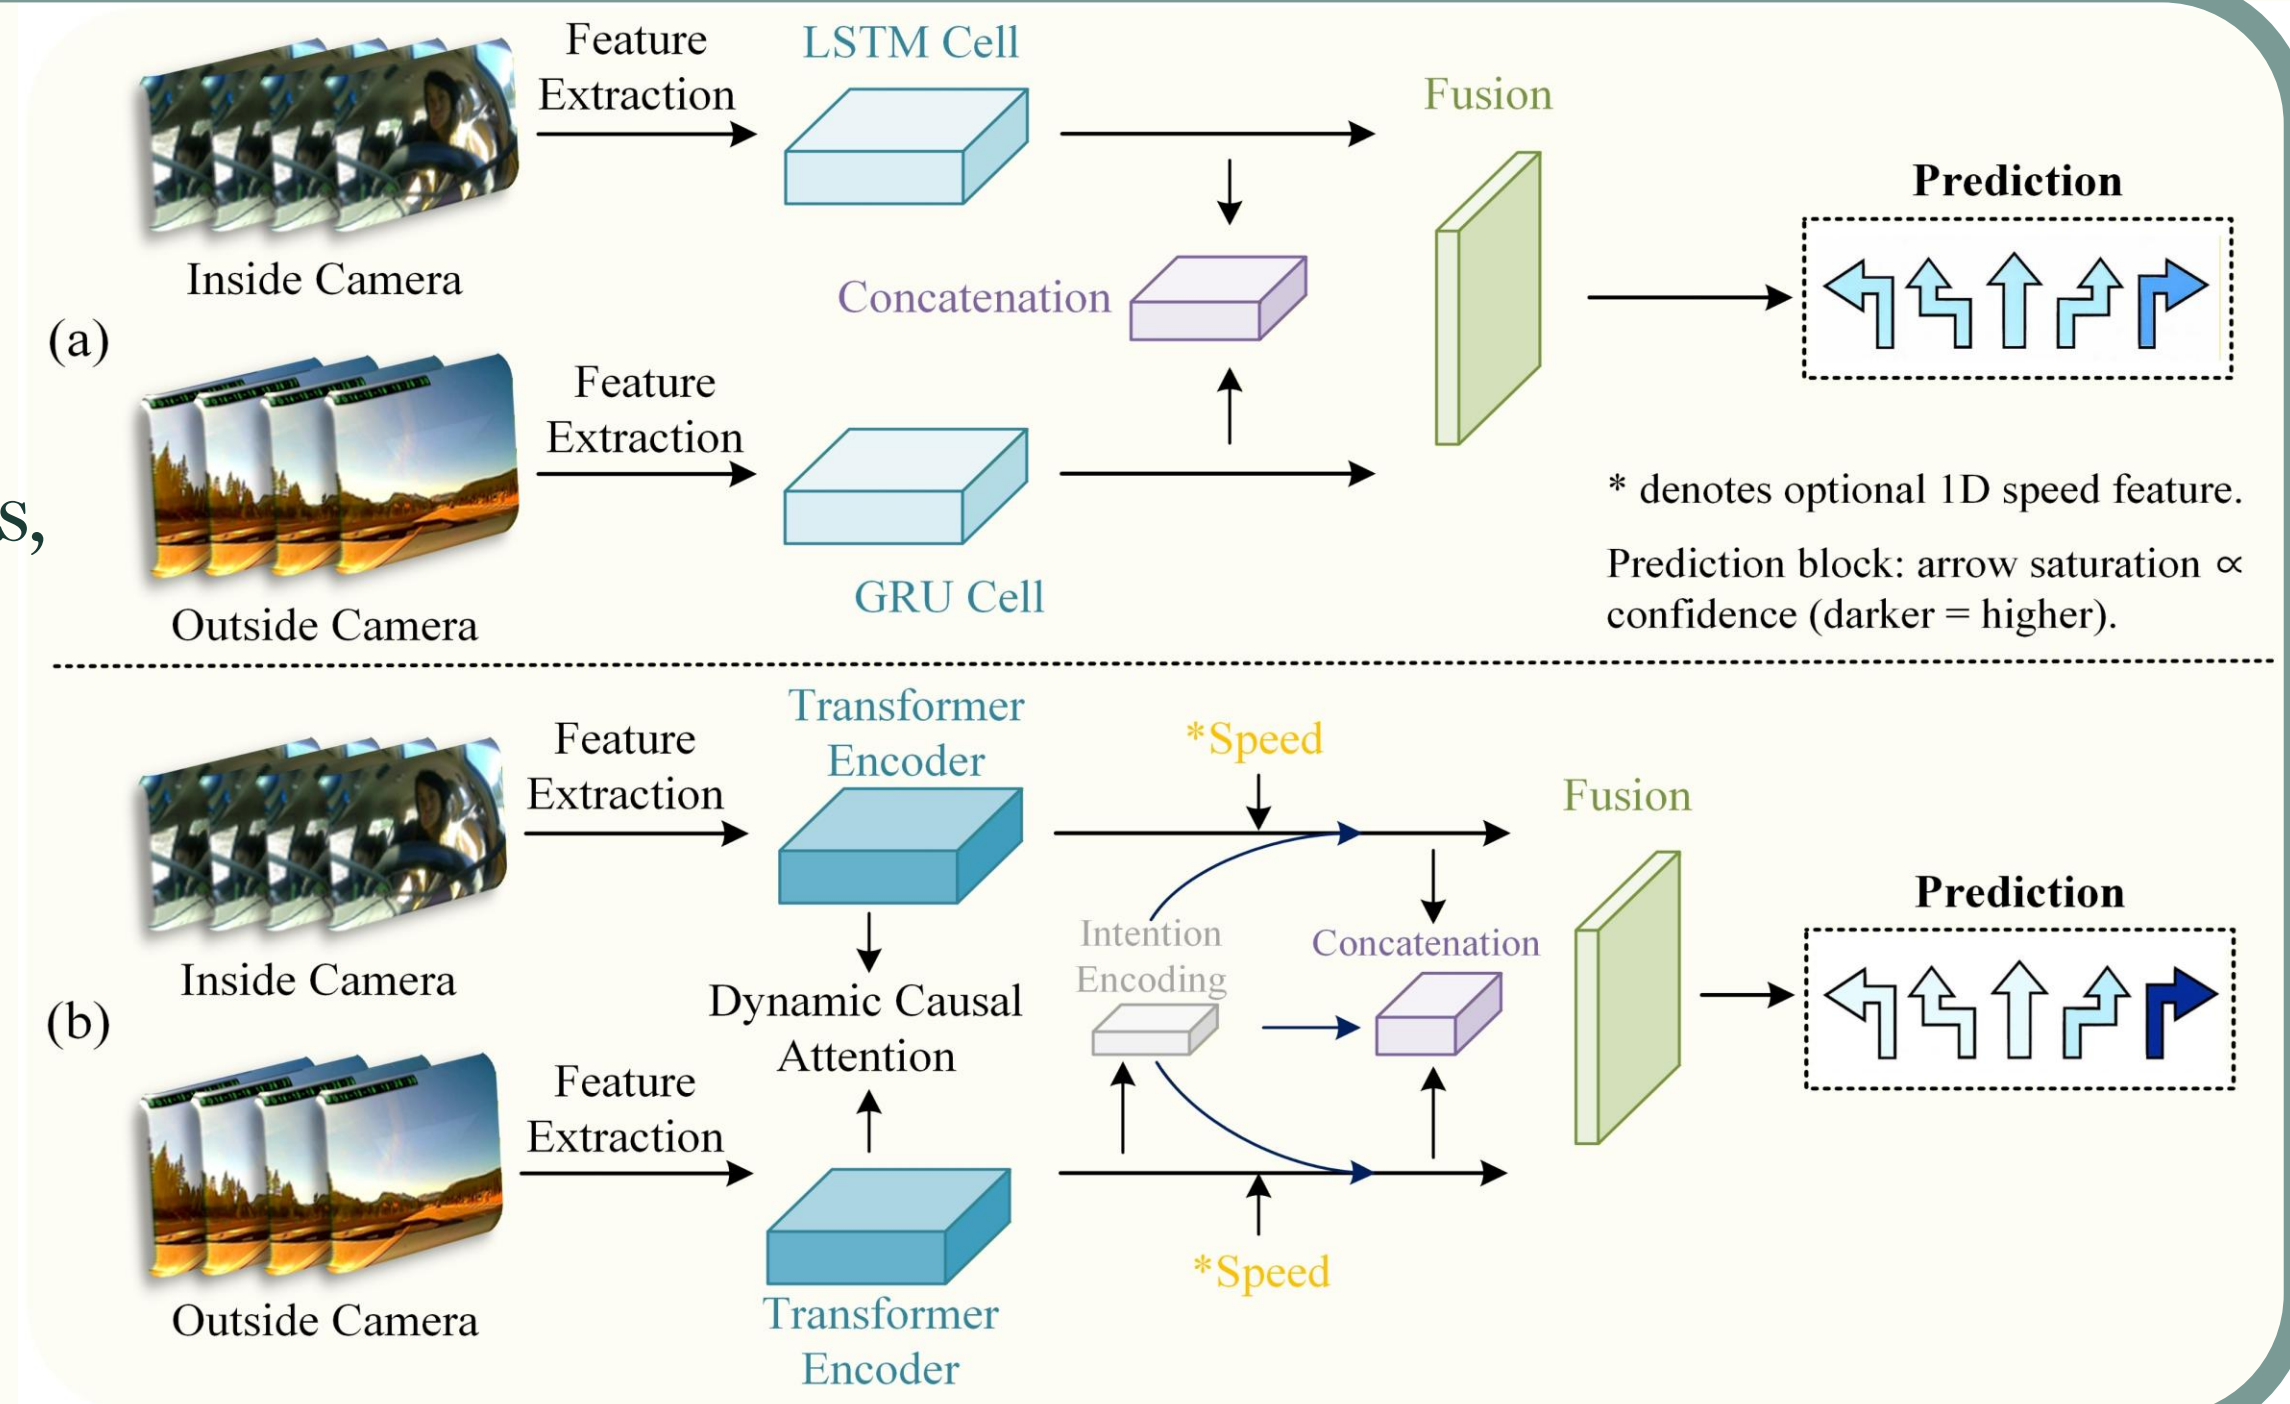 s,
(a)
Inside Camera
Feature
Extraction
LSTM Cell
Concatenation
Fusion
Prediction
Outside Camera
Feature
Extraction
GRU Cell
* denotes optional 1D speed feature.
Prediction block: arrow saturation ∝
confidence (darker = higher).
(b)
Inside Camera
Feature
Extraction
Transformer
Encoder
Dynamic Causal
Attention
*Speed
Intention
Encoding
Concatenation
Fusion
Prediction
Outside Camera
Feature
Extraction
Transformer
Encoder
*Speed